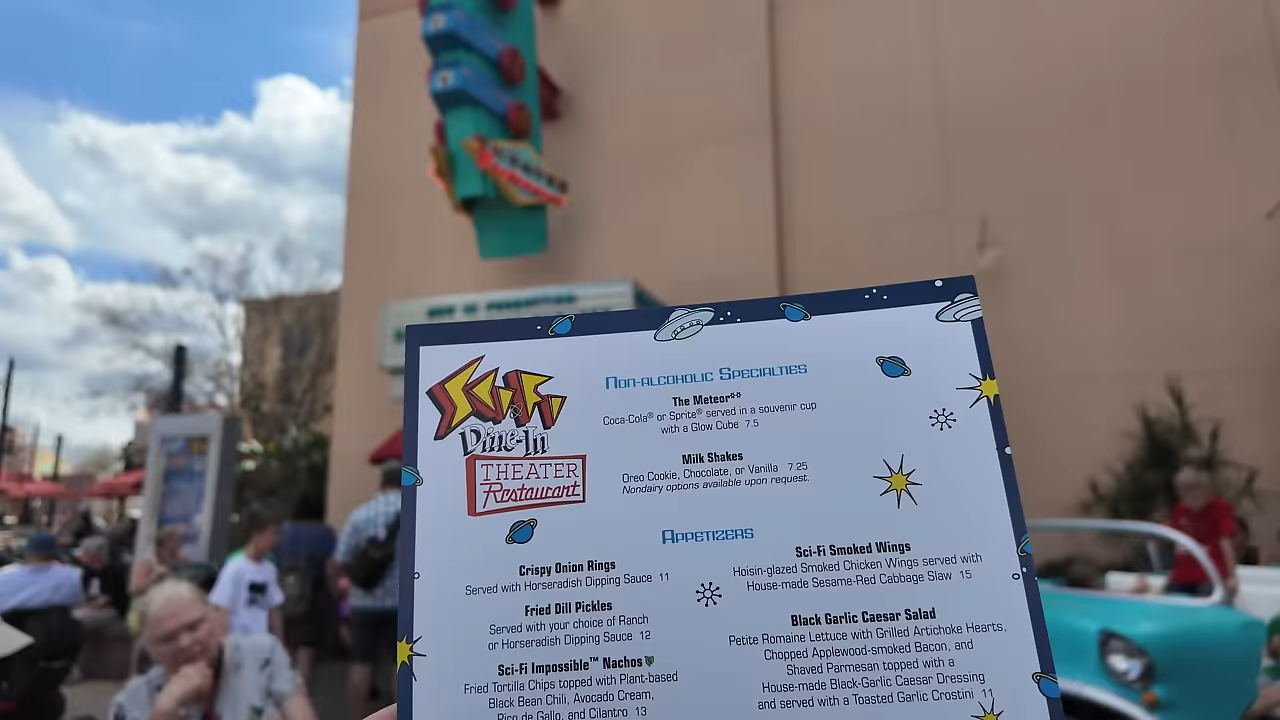 Sci-Fi
Dine-In
THEATER
Restaurant
Non-alcoholic Specialties
The Meteor**
Coca-Cola® or Sprite® served in a souvenir cup
with a Glow Cube 7.5
Milk Shakes
Oreo Cookie, Chocolate, or Vanilla 7.25
Nondairy options available upon request.
Appetizers
Crispy Onion Rings
Served with Horseradish Dipping Sauce 11
Fried Dill Pickles
Served with your choice of Ranch
or Horseradish Dipping Sauce 12
Sci-Fi Impossible™ Nachos
Fried Tortilla Chips topped with Plant-based
Black Bean Chili, Avocado Cream,
Pico de Gallo, and Cilantro 13
Sci-Fi Smoked Wings
Hoisin-glazed Smoked Chicken Wings served with
House-made Sesame-Red Cabbage Slaw 15
Black Garlic Caesar Salad
Petite Romaine Lettuce with Grilled Artichoke Hearts,
Chopped Applewood-smoked Bacon, and
Shaved Parmesan topped with a
House-made Black-Garlic Caesar Dressing
and served with a Toasted Garlic Crostini 11